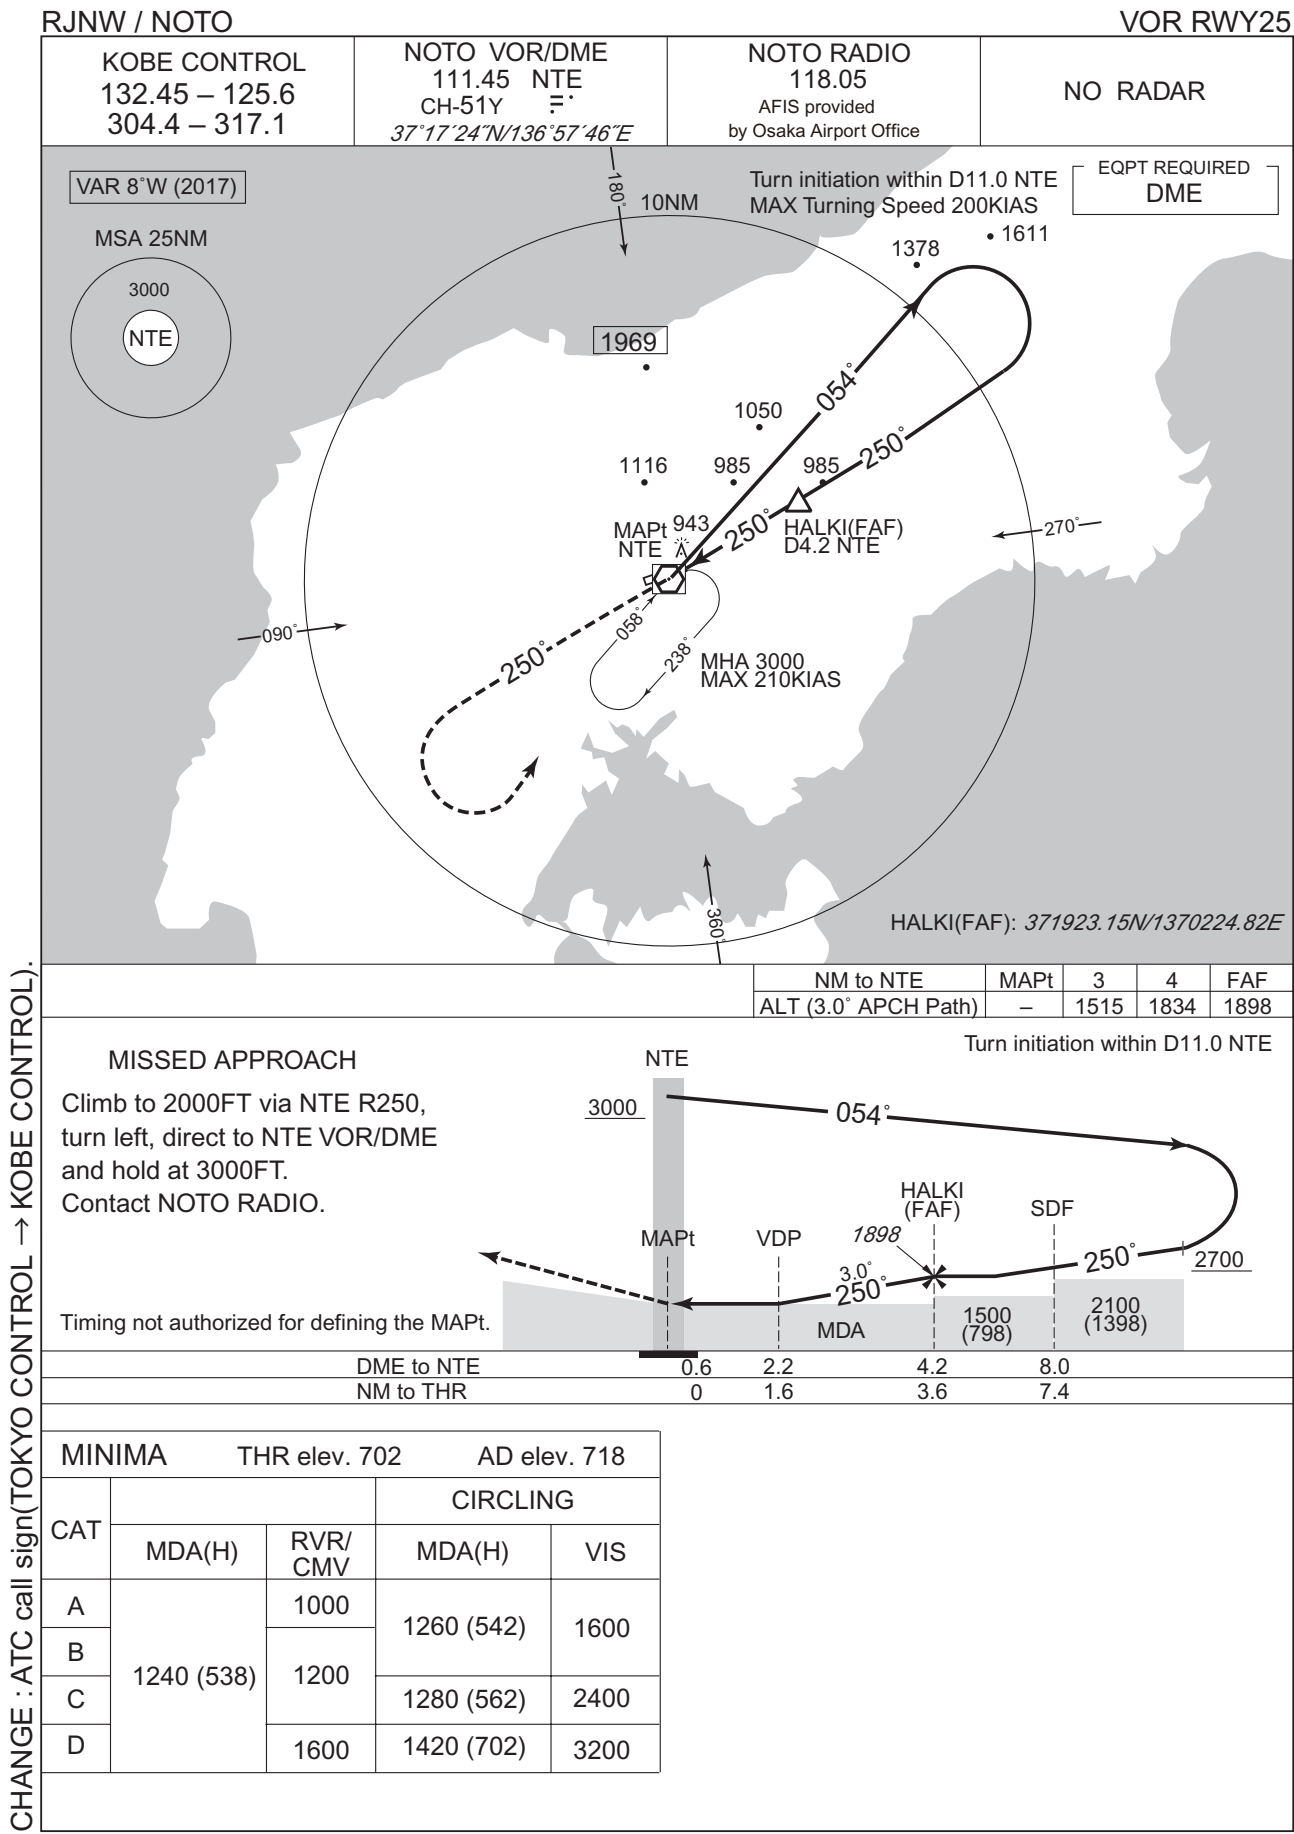 RJNW / NOTO
VOR RWY25
KOBE CONTROL
132.45 – 125.6
304.4 – 317.1
NOTO VOR/DME
111.45 NTE
CH-51Y
37°17´24˝N/136°57´46˝E
NOTO RADIO
118.05
AFIS provided
by Osaka Airport Office
NO RADAR
VAR 8°W (2017)
MSA 25NM
3000
NTE
180°
10NM
Turn initiation within D11.0 NTE
MAX Turning Speed 200KIAS
EQPT REQUIRED
DME
1611
1378
1969
054°
1050
250°
1116
985
985
943
MAPt
NTE
250°
HALKI(FAF)
D4.2 NTE
270°
090°
058°
238°
250°
MHA 3000
MAX 210KIAS
360°
HALKI(FAF): 371923.15N/1370224.82E
NM to NTE MAPt 3 4 FAF
ALT (3.0° APCH Path) – 1515 1834 1898
Turn initiation within D11.0 NTE
MISSED APPROACH
Climb to 2000FT via NTE R250,
turn left, direct to NTE VOR/DME
and hold at 3000FT.
Contact NOTO RADIO.
NTE
3000
054°
HALKI
(FAF)
SDF
MAPt
VDP
1898
3.0°
250°
250°
2700
Timing not authorized for defining the MAPt.
MDA
1500
(798)
2100
(1398)
DME to NTE 0.6 2.2 4.2 8.0
NM to THR 0 1.6 3.6 7.4
MINIMA THR elev. 702 AD elev. 718
CAT
CIRCLING
MDA(H)
RVR/
CMV
MDA(H)
VIS
A
1000
1260 (542)
1600
B
1240 (538)
1200
C
1280 (562)
2400
D
1600
1420 (702)
3200
CHANGE : ATC call sign(TOKYO CONTROL → KOBE CONTROL).